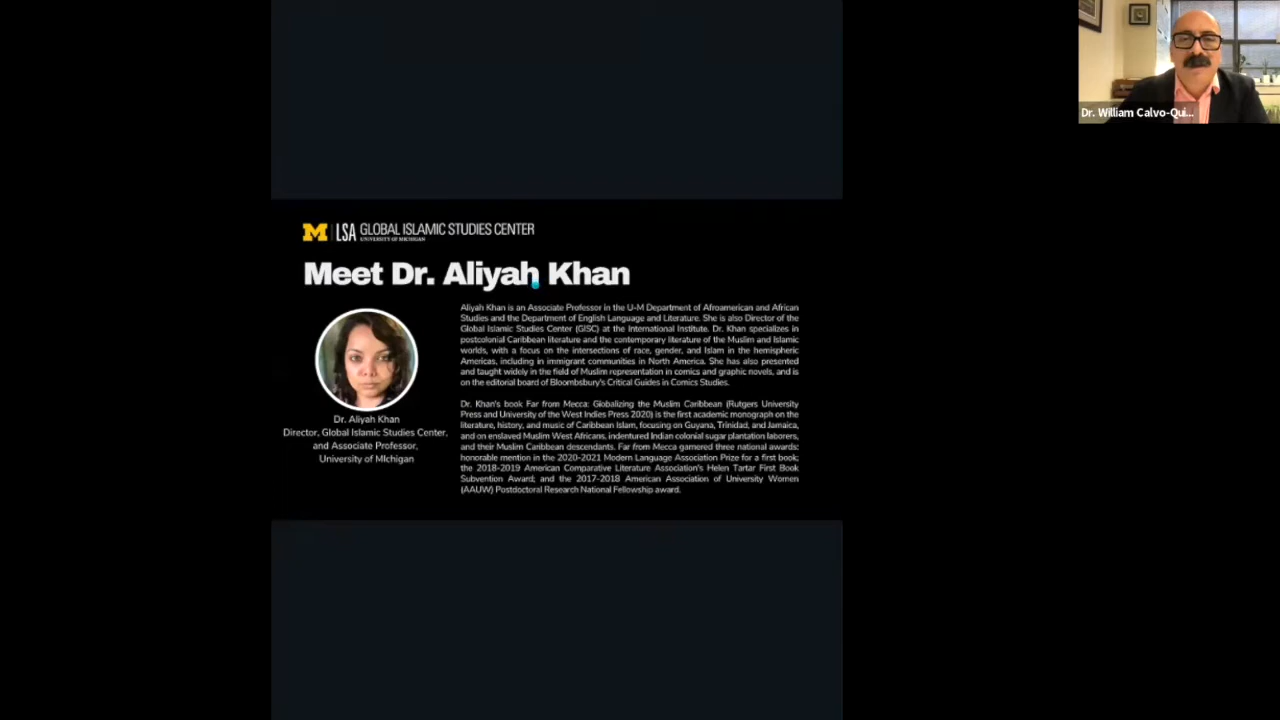 Dr. William Calvo-Qui...
M LSA GLOBAL ISLAMIC STUDIES CENTER
UNIVERSITY OF MICHIGAN
Meet Dr. Aliyah Khan
Aliyah Khan is an Associate Professor in the U-M Department of Afroamerican and African
Studies and the Department of English Language and Literature. She is also Director of the
Global Islamic Studies Center (GISC) at the International Institute. Dr. Khan specializes in
postcolonial Caribbean literature and the contemporary literature of the Muslim and Islamic
worlds, with a focus on the intersections of race, gender, and Islam in the hemispheric
Americas, including in immigrant communities in North America. She has also presented
and taught widely in the field of Muslim representation in comics and graphic novels, and is
on the editorial board of Bloombsbury's Critical Guides in Comics Studies.
Dr. Khan's book Far from Mecca: Globalizing the Muslim Caribbean (Rutgers University
Press and University of the West Indies Press 2020) is the first academic monograph on the
literature, history, and music of Caribbean Islam, focusing on Guyana, Trinidad, and Jamaica,
and on enslaved Muslim West Africans, indentured Indian colonial sugar plantation laborers,
and their Muslim Caribbean descendants. Far from Mecca garnered three national awards:
honorable mention in the 2020-2021 Modern Language Association Prize for a first book;
the 2018-2019 American Comparative Literature Association's Helen Tartar First Book
Subvention Award; and the 2017-2018 American Association of University Women
(AAUW) Postdoctoral Research National Fellowship award.
Dr. Aliyah Khan
Director, Global Islamic Studies Center,
and Associate Professor,
University of MIchigan